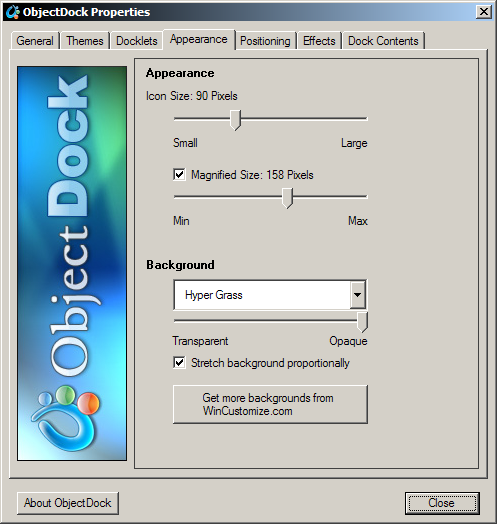 ObjectDock Properties
General Themes Docklets Appearance Positioning Effects Dock Contents
Object Dock
Appearance
Icon Size: 90 Pixels
Small Large
Magnified Size: 158 Pixels
Min Max
Background
Hyper Grass
Transparent Opaque
Stretch background proportionally
Get more backgrounds from
WinCustomize.com
About ObjectDock Close